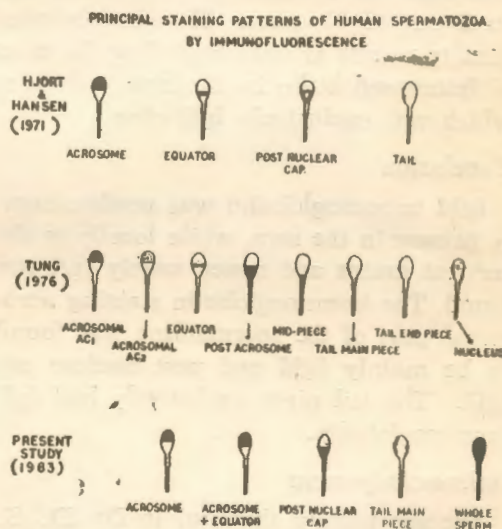 PRINCIPAL STAINING PATTERNS OF HUMAN SPERMATOZOA
BY IMMUNOFLUORESCENCE
HJORT
&
HANSEN
(1971)
ACROSOME
EQUATOR
POST NUCLEAR
CAP.
TAIL
TUNG
(1976)
ACROSOMAL
AC1
ACROSOMAL
AC2
EQUATOR
POST ACROSOME
MID-PIECE
TAIL MAIN PIECE
TAIL END PIECE
NUCLEUS
PRESENT
STUDY
(1983)
ACROSOME
ACROSOME
+ EQUATOR
POST NUCLEAR
CAP
TAIL MAIN
PIECE
WHOLE
SPERM